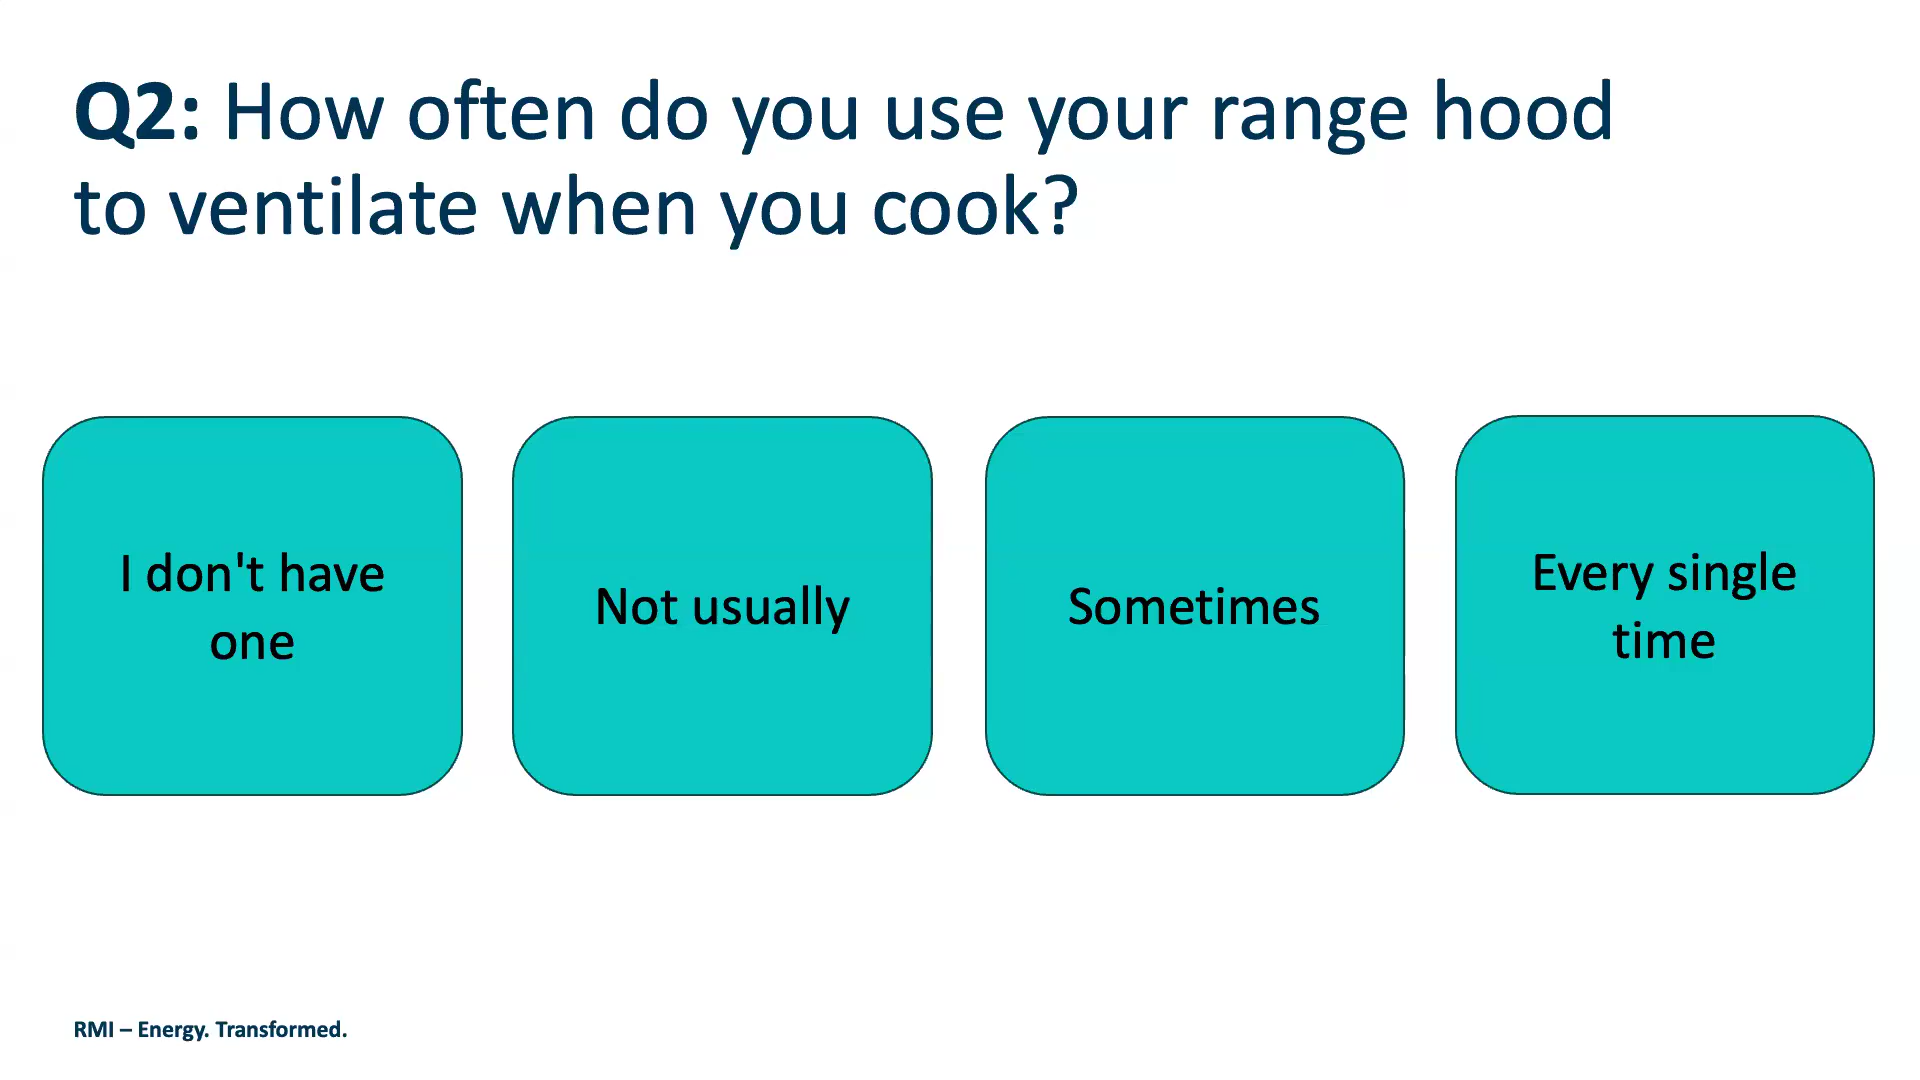 Q2: How often do you use your range hood
to ventilate when you cook?
I don't have
one
Not usually
Sometimes
Every single
time
RMI – Energy. Transformed.